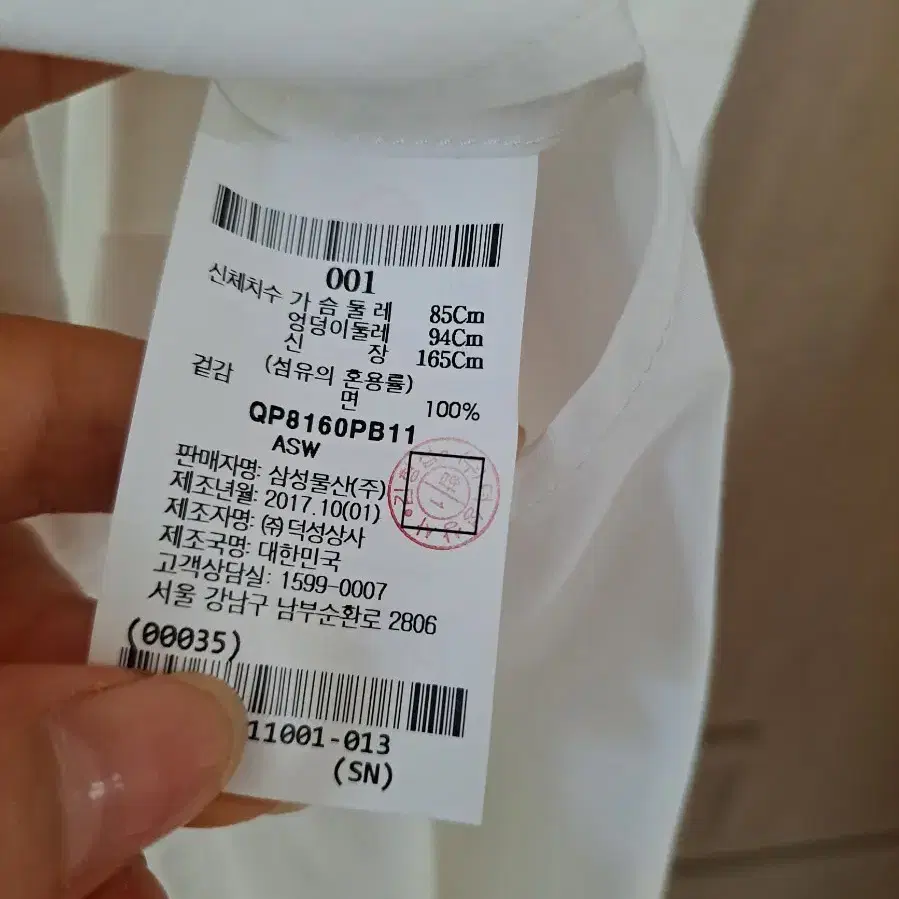 001
신체치수 가 슴 둘 레 85Cm
엉덩이둘레 94Cm
신 장 165Cm
겉감 (섬유의 혼용률)
면 100%
QP8160PB11
ASW
판매자명: 삼성물산(주)
제조년월: 2017.10(01)
제조자명: ㈜덕성상사
제조국명: 대한민국
고객상담실: 1599-0007
서울 강남구 남부순환로 2806
(00035)
11001-013
(SN)